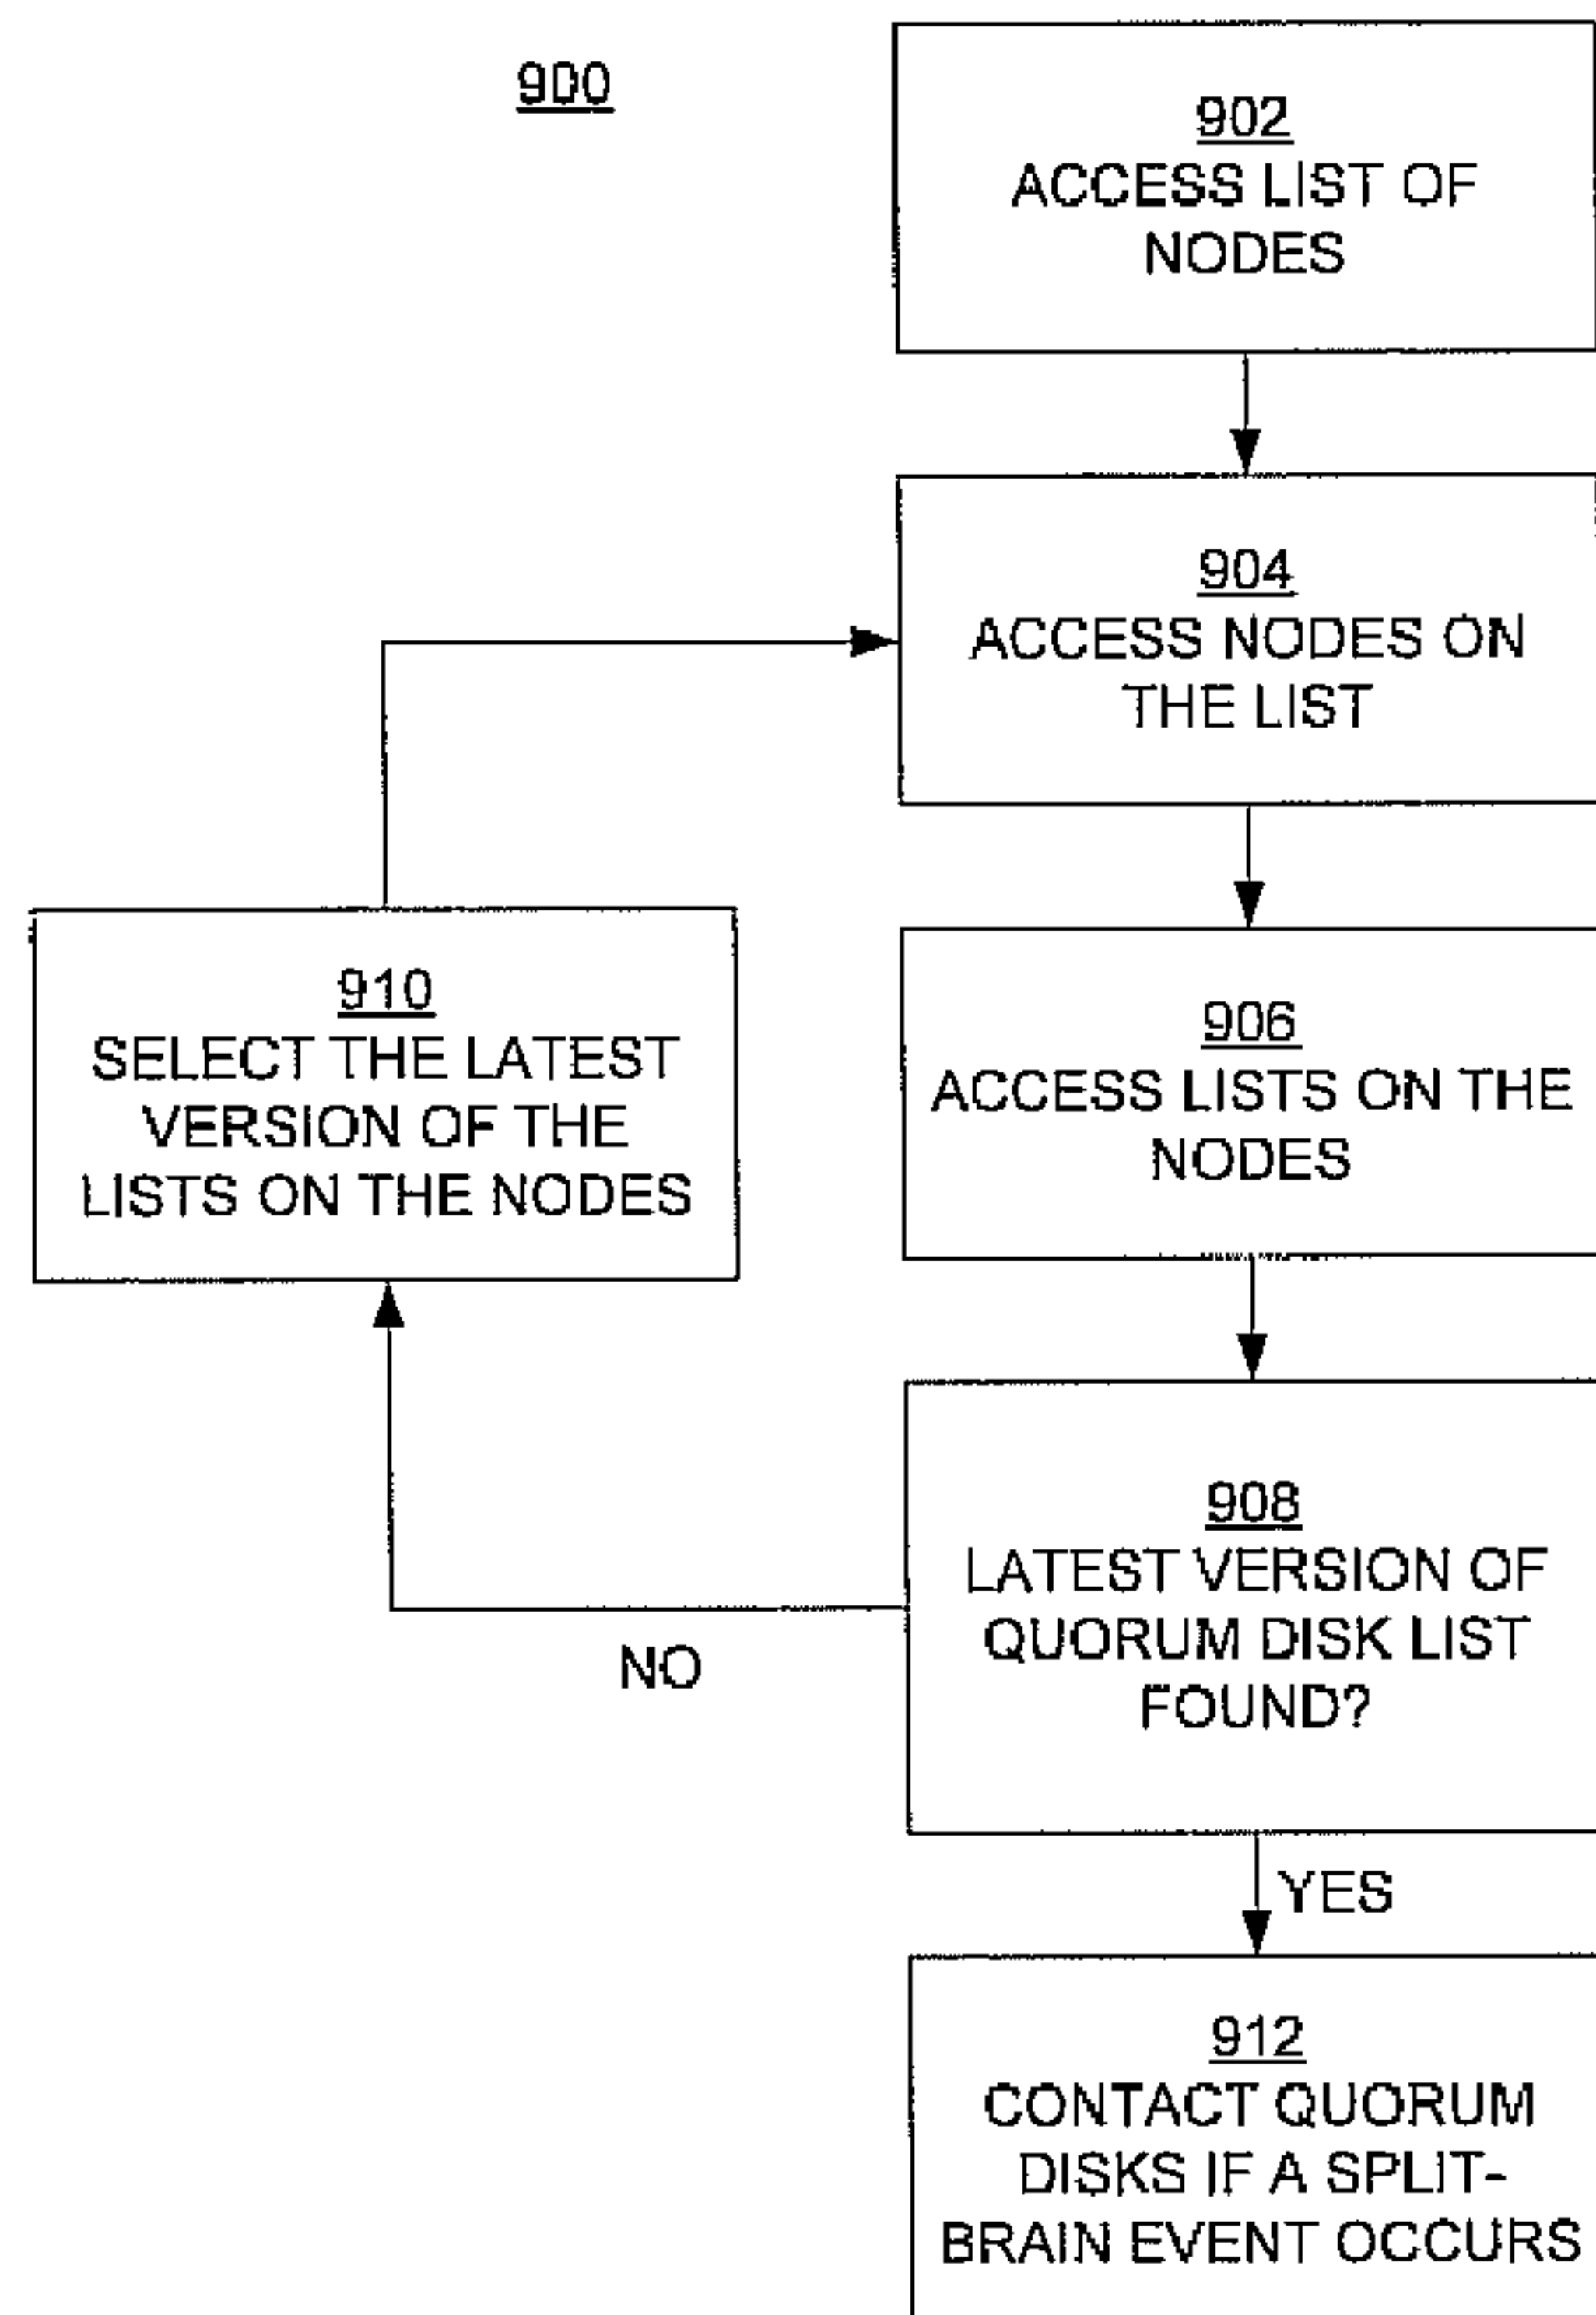 900
902
ACCESS LIST OF
NODES
904
ACCESS NODES ON
THE LIST
906
ACCESS LISTS ON THE
NODES
910
SELECT THE LATEST
VERSION OF THE
LISTS ON THE NODES
908
LATEST VERSION OF
QUORUM DISK LIST
FOUND?
NO
YES
912
CONTACT QUORUM
DISKS IF A SPLIT-
BRAIN EVENT OCCURS